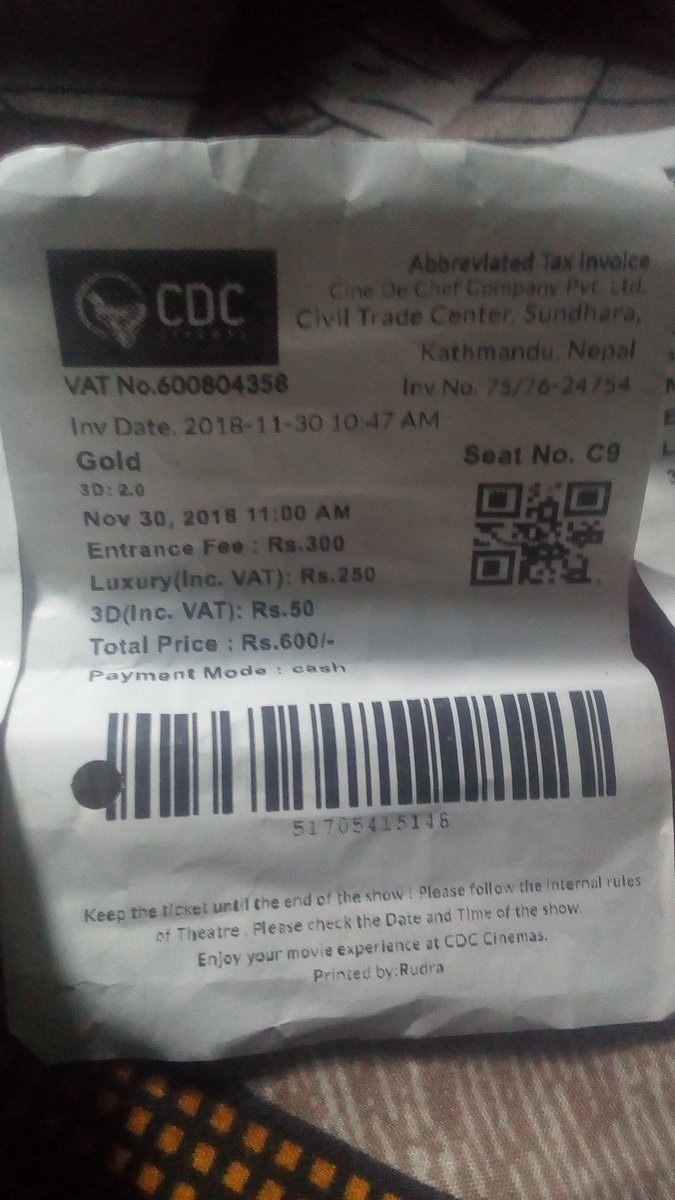 CDC
Abbreviated Tax Invoice
Cine De Chef Company Pvt. Ltd.
Civil Trade Center, Sundhara,
Kathmandu, Nepal
VAT No.600804358
Inv No. 75/76-24754
Inv Date. 2018-11-30 10:47 AM
Gold
Seat No. C9
3D: 2.0
Nov 30, 2018 11:00 AM
Entrance Fee : Rs.300
Luxury(Inc. VAT): Rs.250
3D(Inc. VAT): Rs.50
Total Price : Rs.600/-
Payment Mode : cash
51705415146
Keep the ticket until the end of the show ! Please follow the internal rules
of Theatre . Please check the Date and Time of the show.
Enjoy your movie experience at CDC Cinemas.
Printed by:Rudra